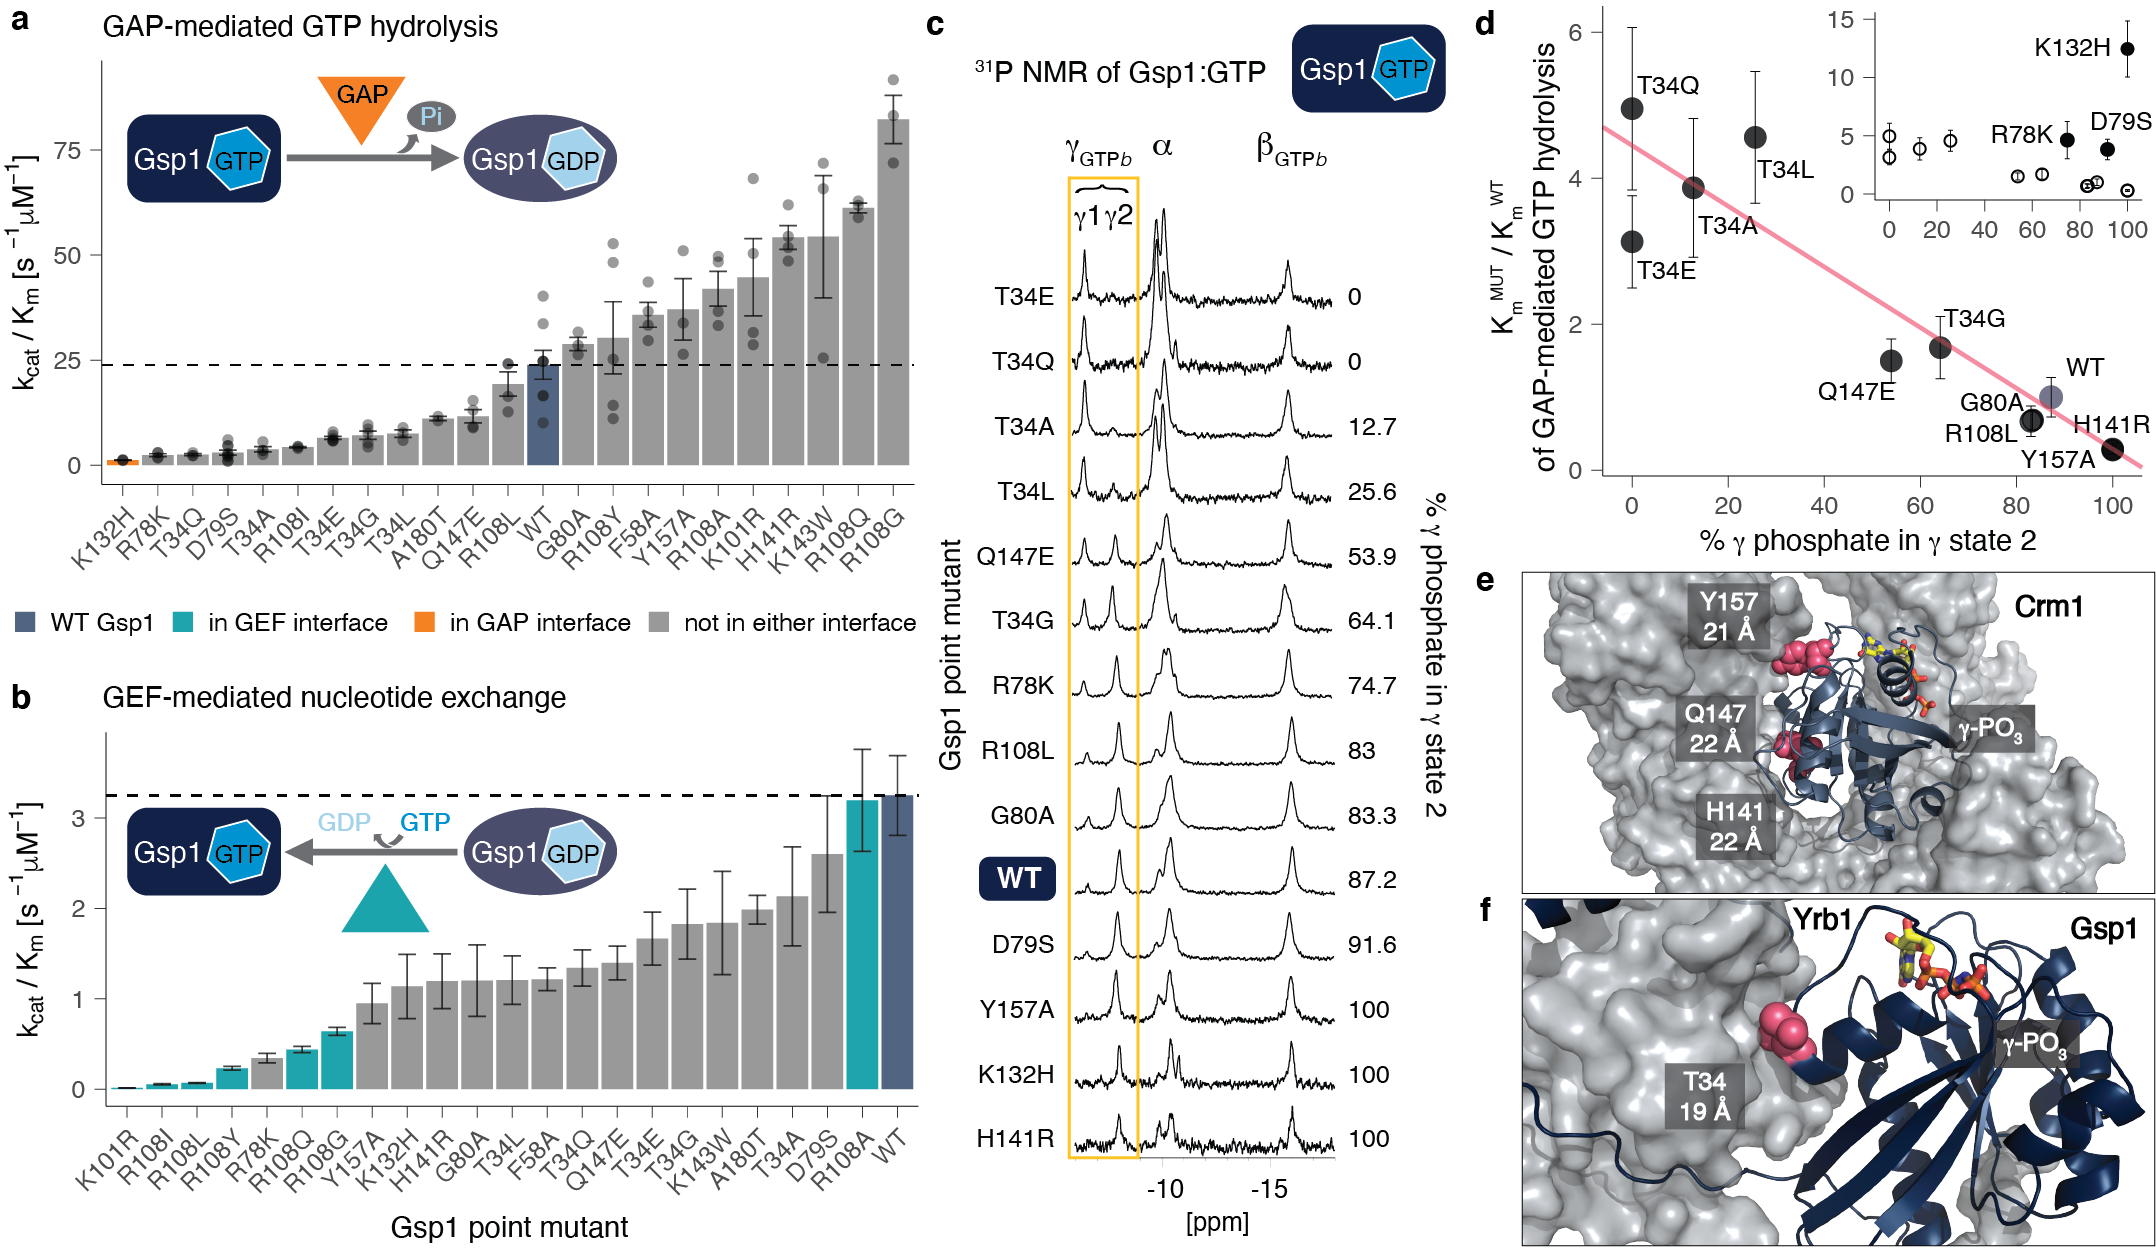 a
GAP-mediated GTP hydrolysis
kcat / Km [s⁻¹μM⁻¹]
75
50
25
0
GAP
Pi
Gsp1 GTP
Gsp1 GDP
K132H
R78K
T34Q
D79S
T34A
R108I
T34E
T34G
T34L
A180T
Q147E
R108L
WT
G80A
R108Y
F58A
Y157A
R108A
K101R
H141R
K143W
R108Q
R108G
WT Gsp1
in GEF interface
in GAP interface
not in either interface
b
GEF-mediated nucleotide exchange
kcat / Km [s⁻¹μM⁻¹]
3
2
1
0
GDP GTP
Gsp1 GTP
Gsp1 GDP
K101R
R108I
R108L
R108Y
R78K
R108Q
R108G
Y157A
K132H
H141R
G80A
T34L
F58A
T34Q
Q147E
T34E
T34G
K143W
A180T
T34A
D79S
R108A
WT
Gsp1 point mutant
c
³¹P NMR of Gsp1:GTP
Gsp1 GTP
γGTPb α βGTPb
γ1 γ2
Gsp1 point mutant
T34E 0
T34Q 0
T34A 12.7
T34L 25.6
Q147E 53.9
T34G 64.1
R78K 74.7
R108L 83
G80A 83.3
WT 87.2
D79S 91.6
Y157A 100
K132H 100
H141R 100
% γ phosphate in γ state 2
-10 -15
[ppm]
d
KmMUT / KmWT
of GAP-mediated GTP hydrolysis
6
4
2
0
T34Q
T34L
T34A
T34E
T34G
Q147E
WT
G80A
R108L
H141R
Y157A
0 20 40 60 80 100
% γ phosphate in γ state 2
15
10
5
0
K132H
R78K
D79S
0 20 40 60 80 100
e
Crm1
Y157
21 Å
Q147
22 Å
γ-PO₃
H141
22 Å
f
Yrb1
Gsp1
γ-PO₃
T34
19 Å